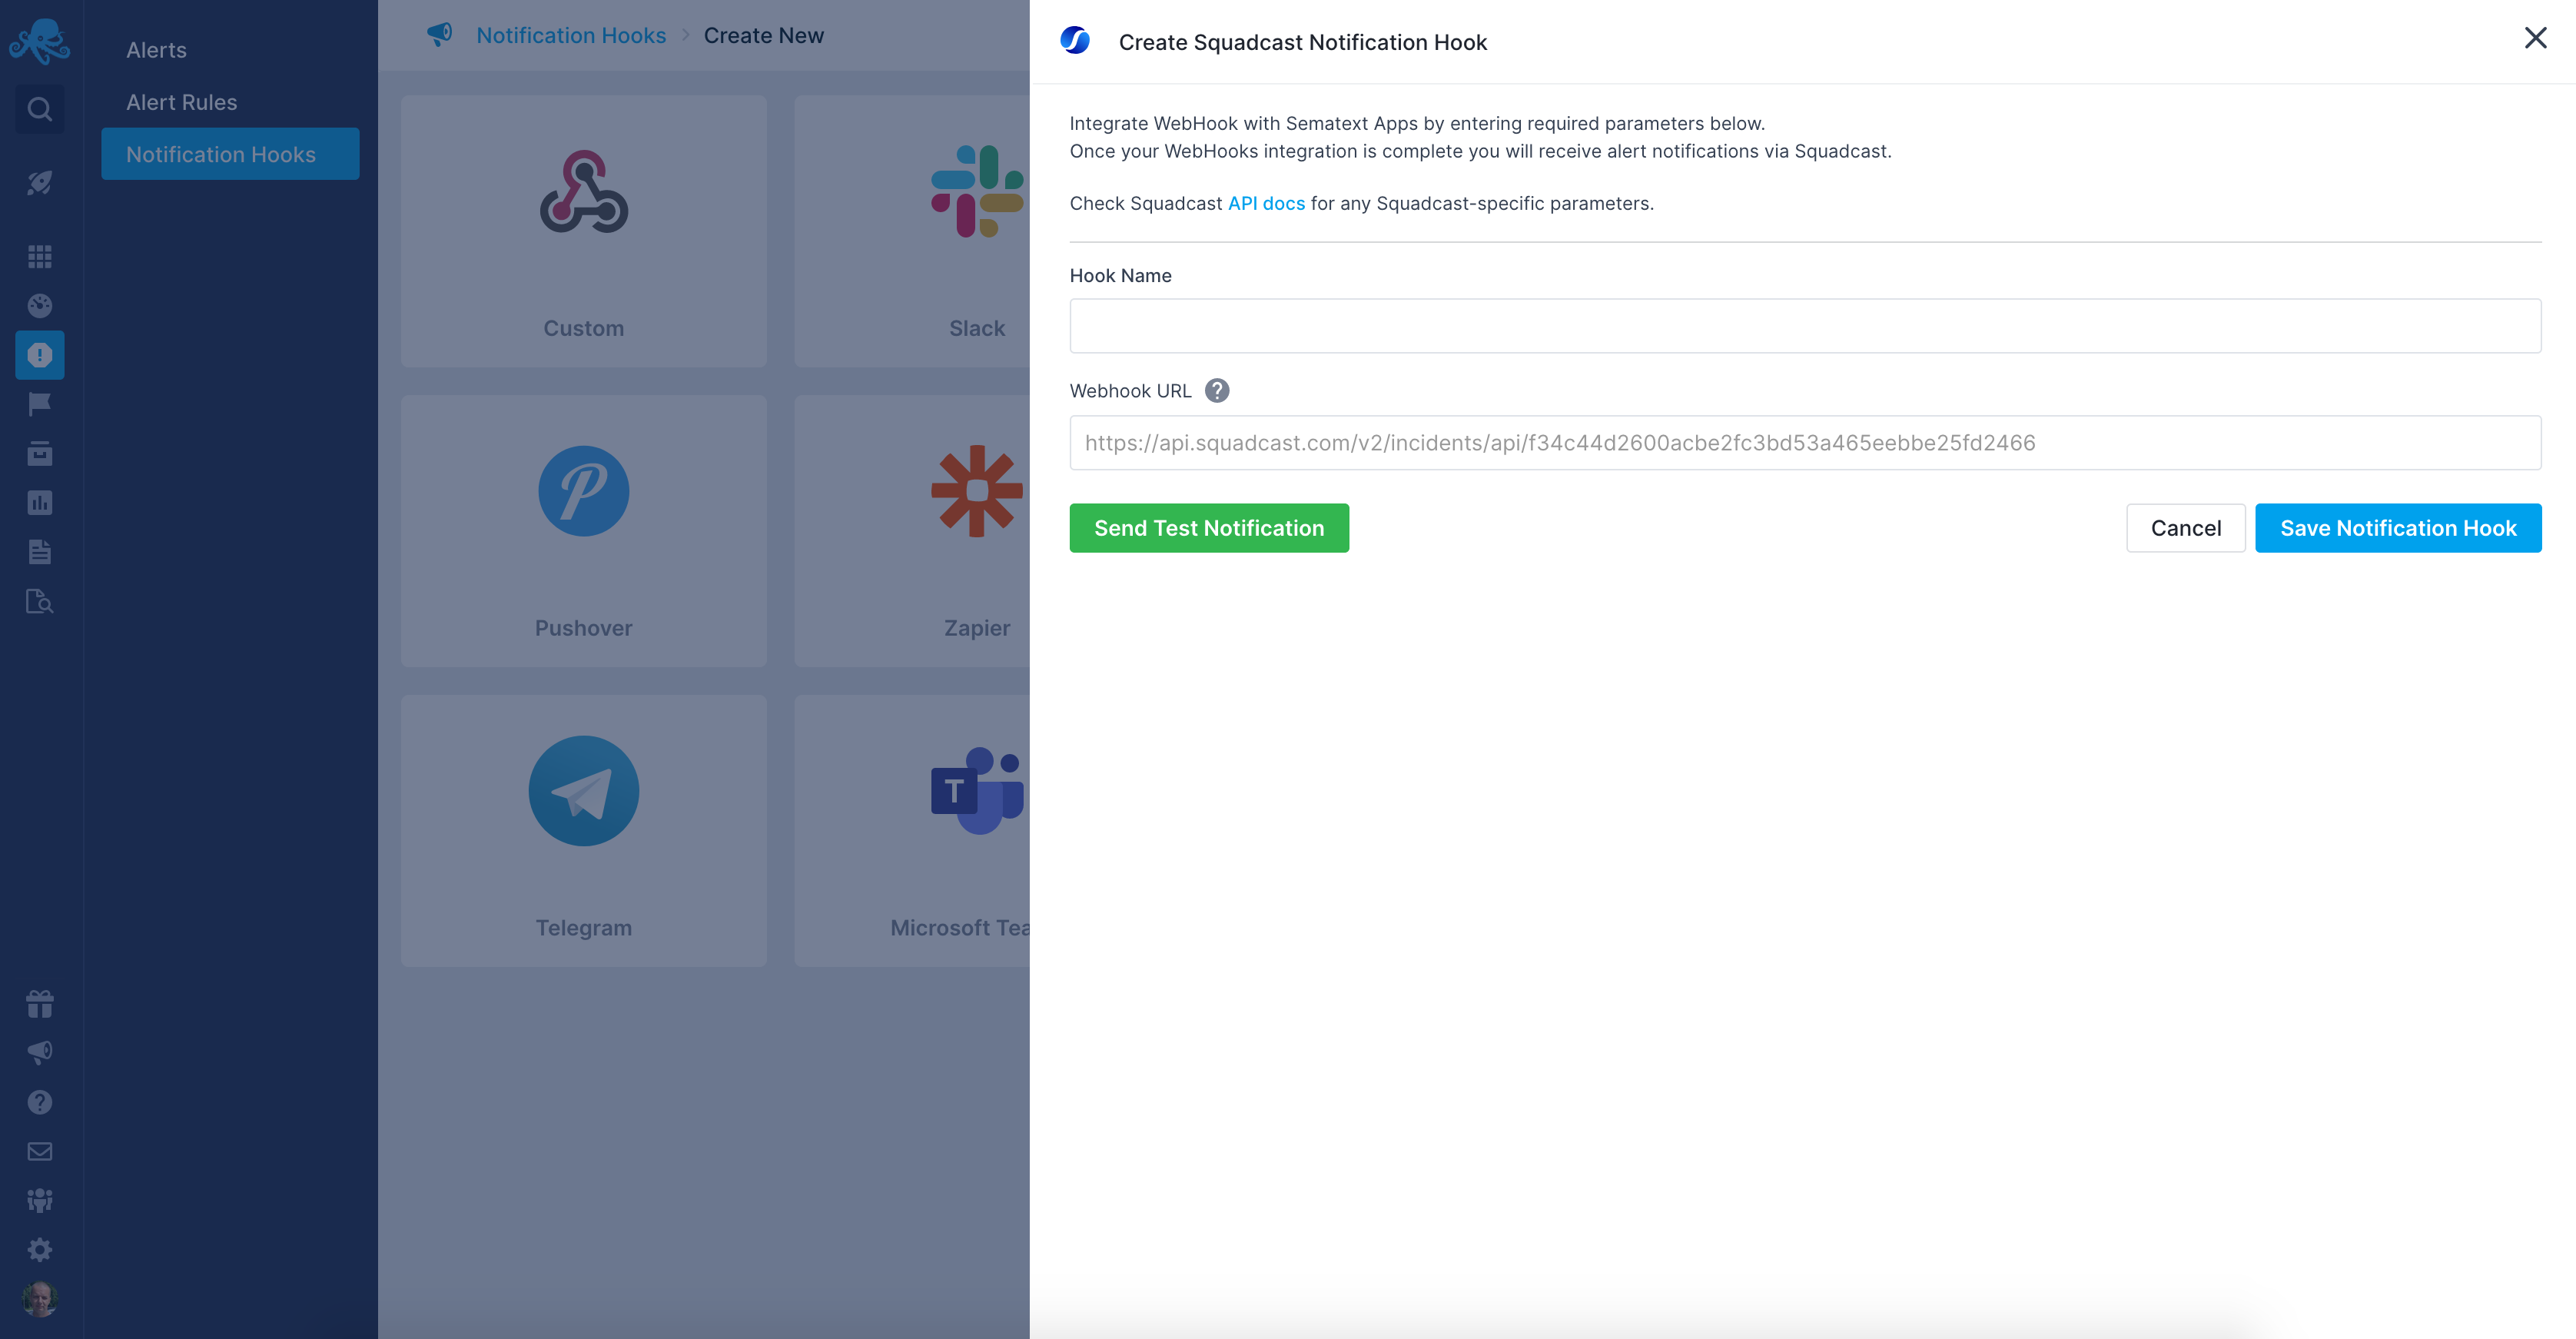 Alerts
Alert Rules
Notification Hooks
Notification Hooks > Create New
Custom
Slack
Pushover
Zapier
Telegram
T
Microsoft Tea
Create Squadcast Notification Hook
Integrate WebHook with Sematext Apps by entering required parameters below.
Once your WebHooks integration is complete you will receive alert notifications via Squadcast.
Check Squadcast API docs for any Squadcast-specific parameters.
Hook Name
Webhook URL ?
https://api.squadcast.com/v2/incidents/api/f34c44d2600acbe2fc3bd53a465eebbe25fd2466
Send Test Notification
Cancel
Save Notification Hook